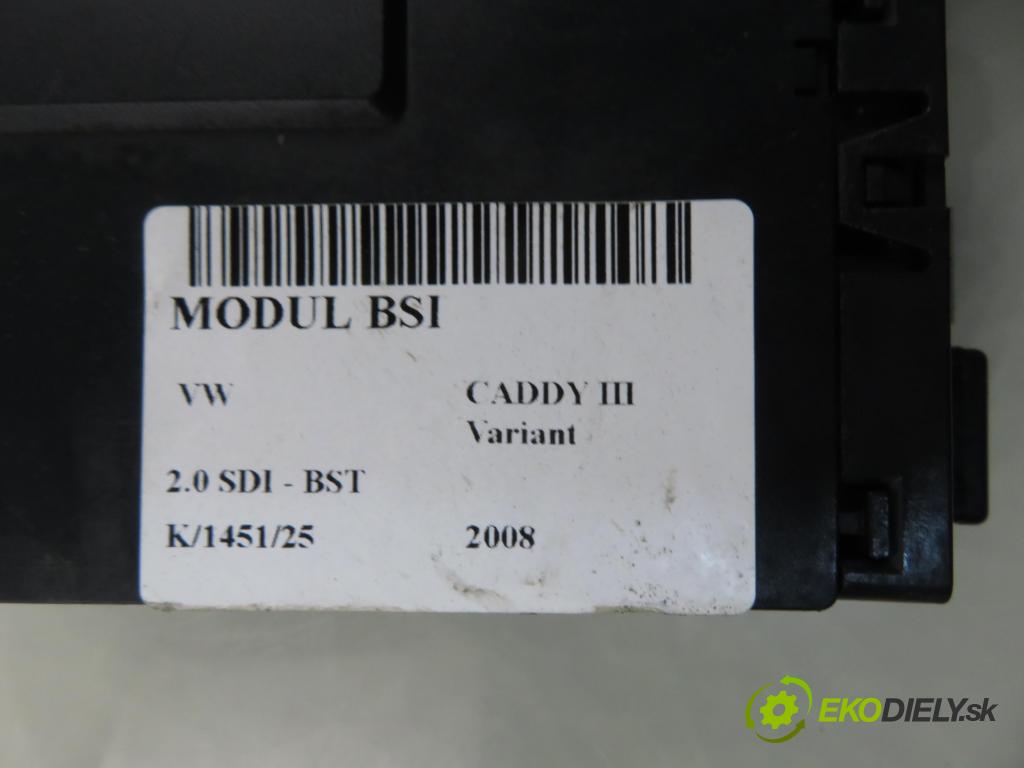 MODUL BSI
VW CADDY III
Variant
2.0 SDI - BST
K/1451/25 2008
EKODIELY.sk